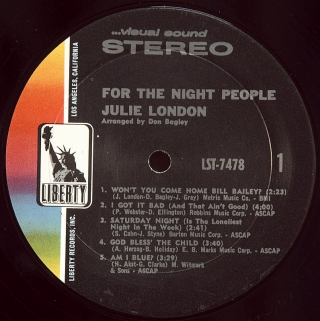 ...visual sound
STEREO
FOR THE NIGHT PEOPLE
JULIE LONDON
Arranged by Don Bagley
LST-7478
1
1. WON'T YOU COME HOME BILL BAILEY? (2:23)
(J. London-D. Bagley-J. Gray) Metric Music Co. - BMI
2. I GOT IT BAD (And That Ain't Good) (4:00)
(P. Webster-D. Ellington) Robbins Music Corp. - ASCAP
3. SATURDAY NIGHT (Is The Loneliest
Night In The Week) (2:41)
(S. Cahn-J. Styne) Barton Music Corp. - ASCAP
4. GOD BLESS' THE CHILD (3:40)
(A. Herzog-B. Holiday) E. B. Marks Music Corp. - ASCAP
5. AM I BLUE? (3:29)
(H. Akst-G. Clarke) M. Witmark
& Sons - ASCAP
LOS ANGELES, CALIFORNIA
LIBERTY
LIBERTY RECORDS, INC.